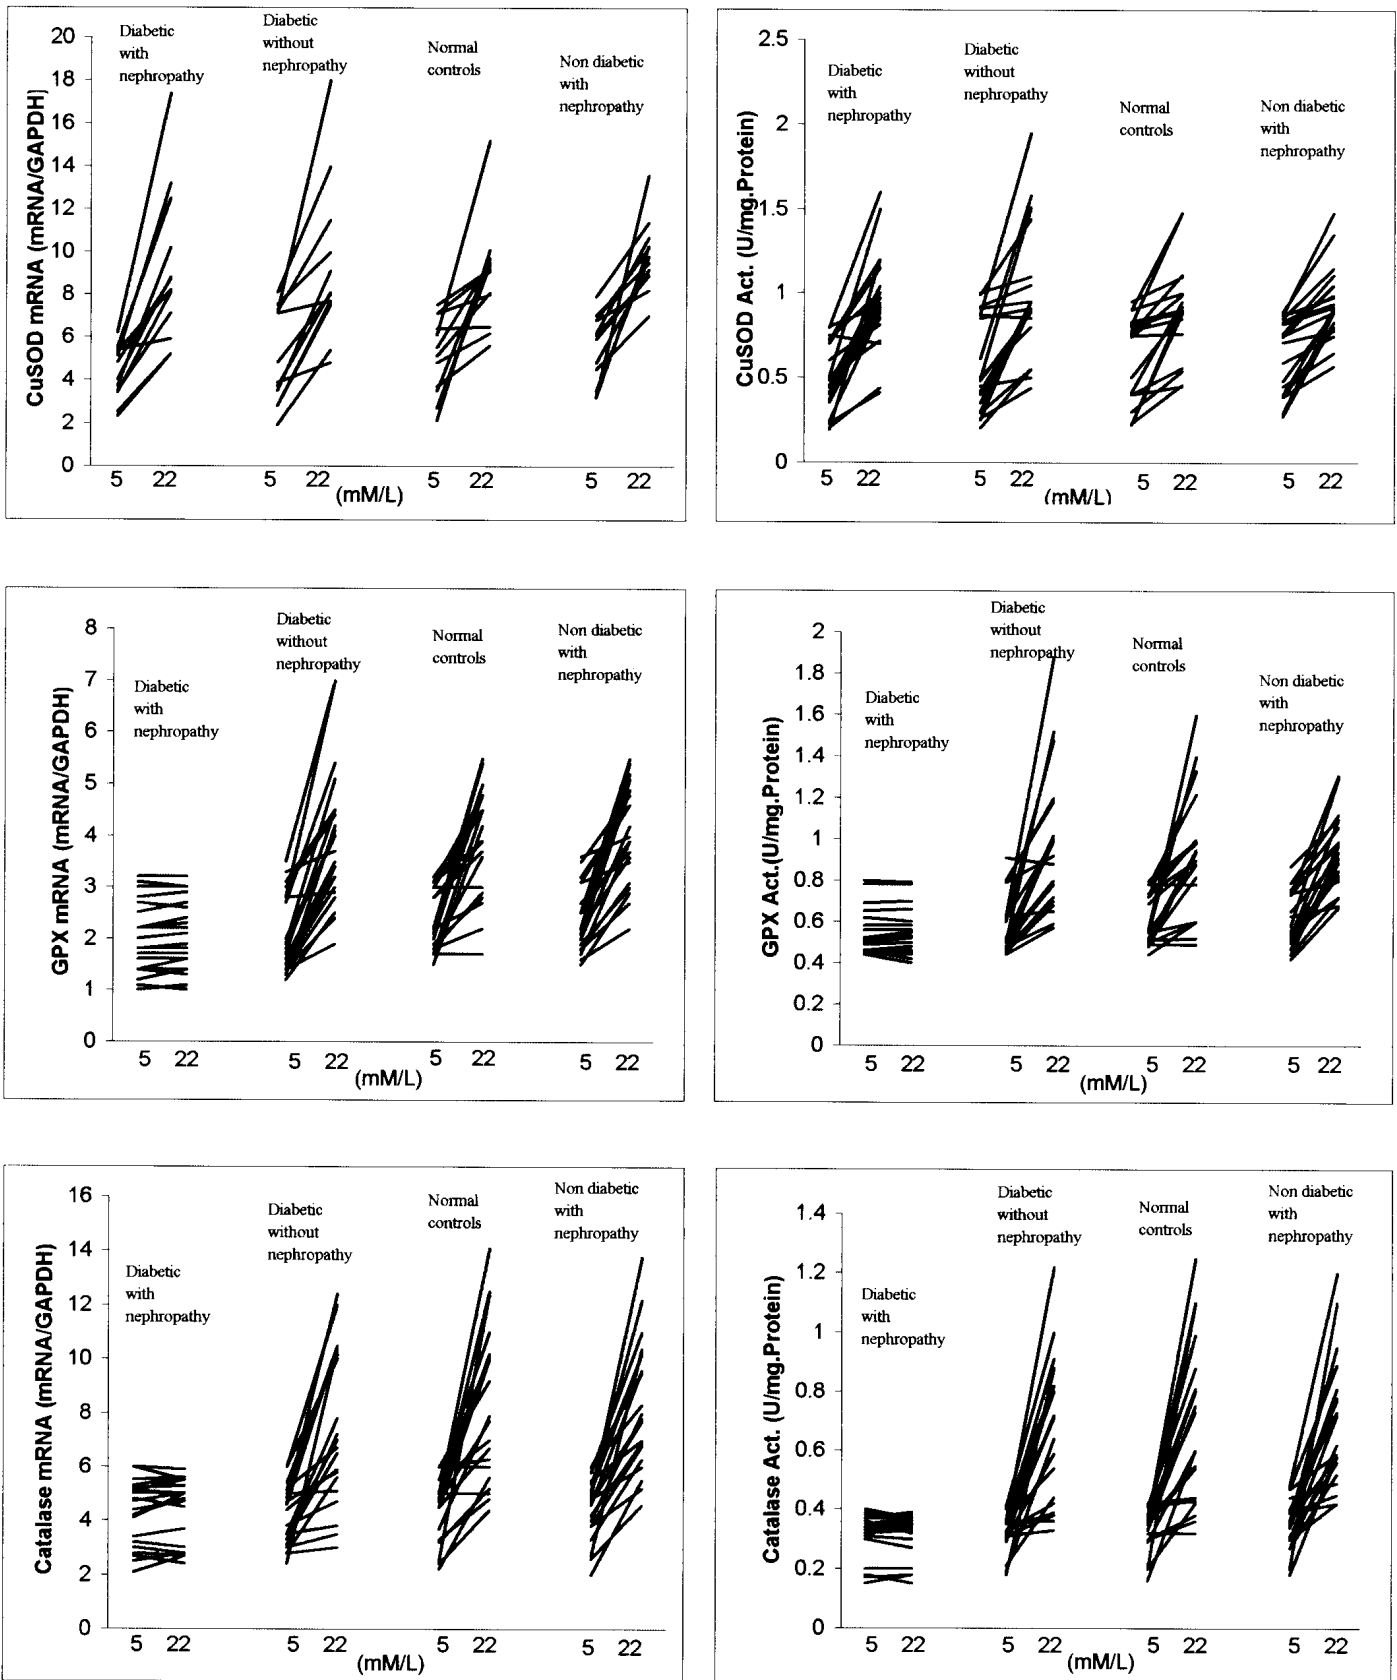 CuSOD mRNA (mRNA/GAPDH)
20
18
16
14
12
10
8
6
4
2
0
Diabetic
with
nephropathy
Diabetic
without
nephropathy
Normal
controls
Non diabetic
with
nephropathy
5 22 5 22 5 22 5 22
(mM/L)
CuSOD Act. (U/mg.Protein)
2.5
2
1.5
1
0.5
0
Diabetic
with
nephropathy
Diabetic
without
nephropathy
Normal
controls
Non diabetic
with
nephropathy
5 22 5 22 5 22 5 22
(mM/L)
GPX mRNA (mRNA/GAPDH)
8
7
6
5
4
3
2
1
0
Diabetic
with
nephropathy
Diabetic
without
nephropathy
Normal
controls
Non diabetic
with
nephropathy
5 22 5 22 5 22 5 22
(mM/L)
GPX Act.(U/mg.Protein)
2
1.8
1.6
1.4
1.2
1
0.8
0.6
0.4
0.2
0
Diabetic
with
nephropathy
Diabetic
without
nephropathy
Normal
controls
Non diabetic
with
nephropathy
5 22 5 22 5 22 5 22
(mM/L)
Catalase mRNA (mRNA/GAPDH)
16
14
12
10
8
6
4
2
0
Diabetic
with
nephropathy
Diabetic
without
nephropathy
Normal
controls
Non diabetic
with
nephropathy
5 22 5 22 5 22 5 22
(mM/L)
Catalase Act. (U/mg.Protein)
1.4
1.2
1
0.8
0.6
0.4
0.2
0
Diabetic
with
nephropathy
Diabetic
without
nephropathy
Normal
controls
Non diabetic
with
nephropathy
5 22 5 22 5 22 5 22
(mM/L)